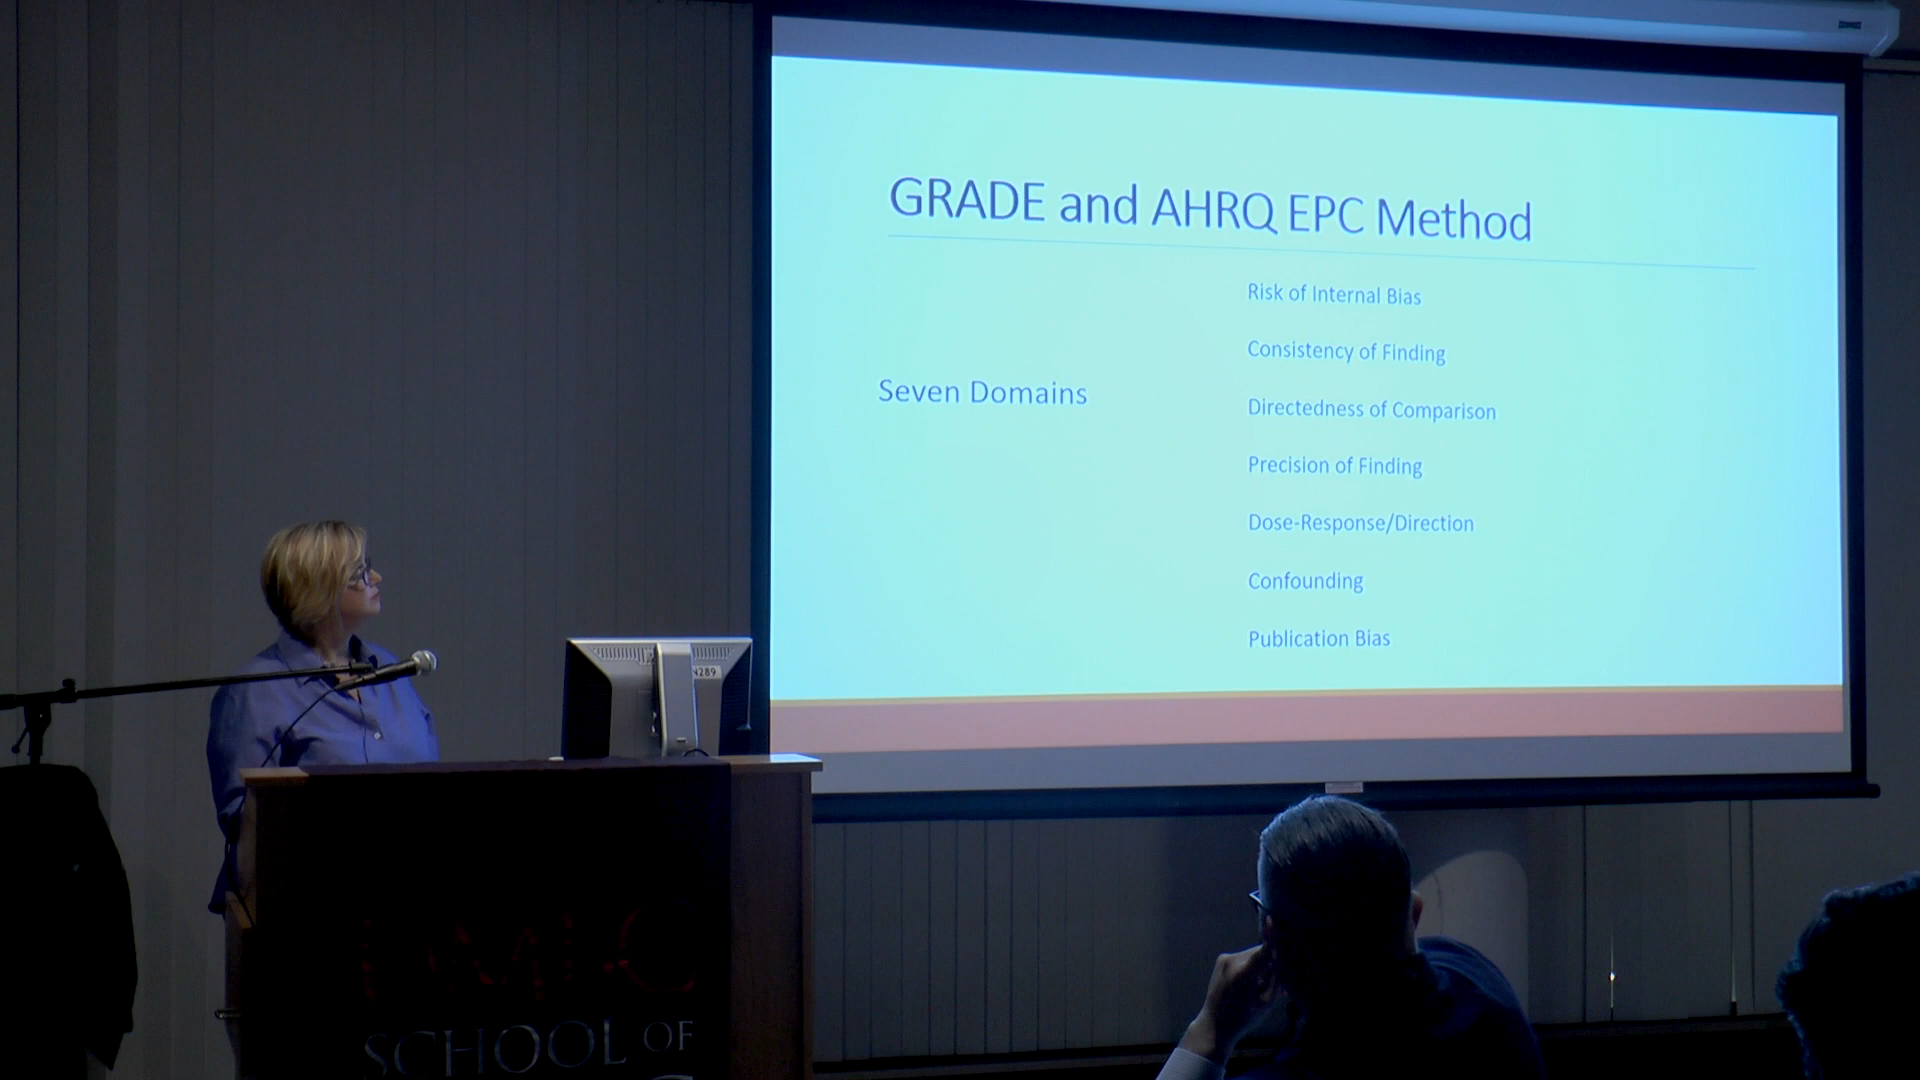 GRADE and AHRQ EPC Method
Seven Domains
Risk of Internal Bias
Consistency of Finding
Directedness of Comparison
Precision of Finding
Dose-Response/Direction
Confounding
Publication Bias
SCHOOL OF